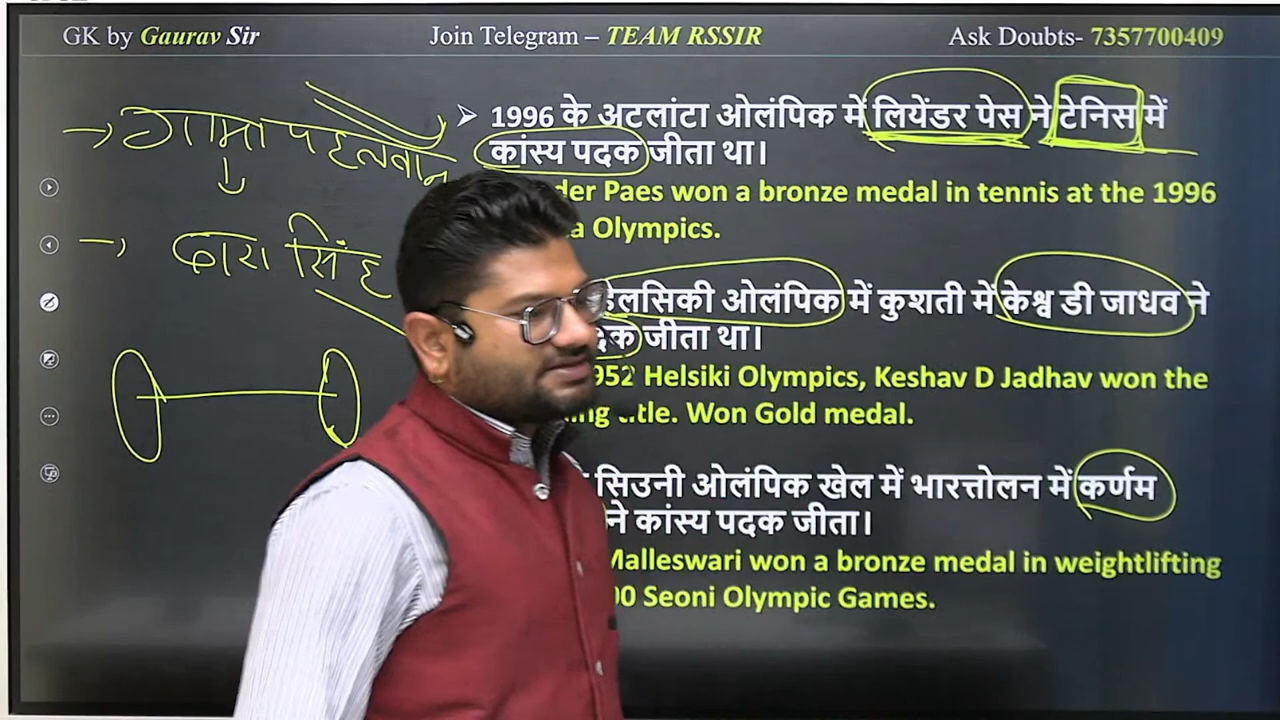 GK by Gaurav Sir
Join Telegram – TEAM RSSIR
Ask Doubts- 7357700409
→ गामा पहलवान
→ दारा सिंह
➤ 1996 के अटलांटा ओलंपिक में लियेंडर पेस ने टेनिस में
कांस्य पदक जीता था।
der Paes won a bronze medal in tennis at the 1996
a Olympics.
हेलसिकी ओलंपिक में कुशती में केश्व डी जाधव ने
जीता था।
952 Helsiki Olympics, Keshav D Jadhav won the
Won Gold medal.
सिउनी ओलंपिक खेल में भारत्तोलन में कर्णम
ने कांस्य पदक जीता।
Malleswari won a bronze medal in weightlifting
00 Seoni Olympic Games.